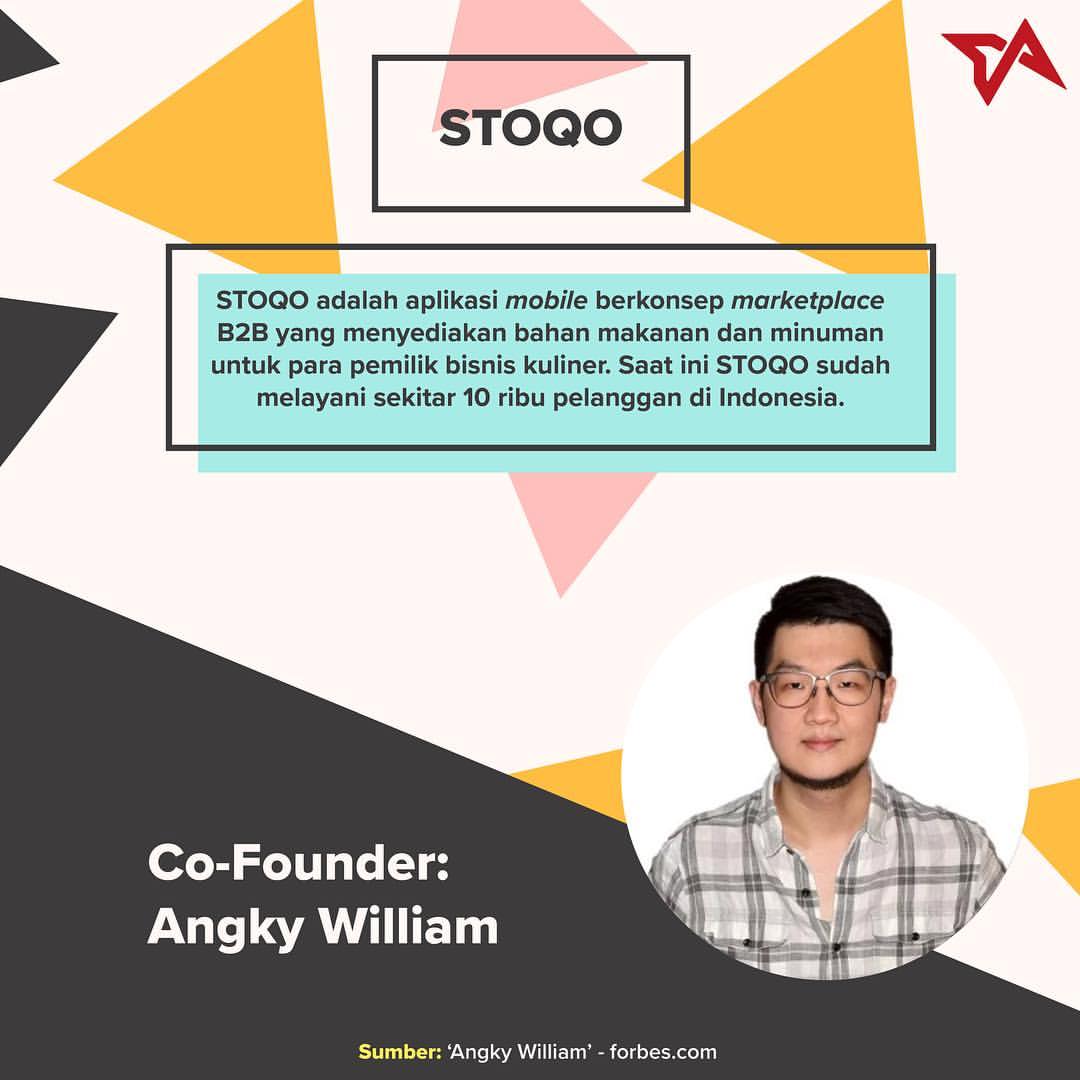 STOQO
STOQO adalah aplikasi mobile berkonsep marketplace
B2B yang menyediakan bahan makanan dan minuman
untuk para pemilik bisnis kuliner. Saat ini STOQO sudah
melayani sekitar 10 ribu pelanggan di Indonesia.
Co-Founder:
Angky William
Sumber: ‘Angky William’ - forbes.com